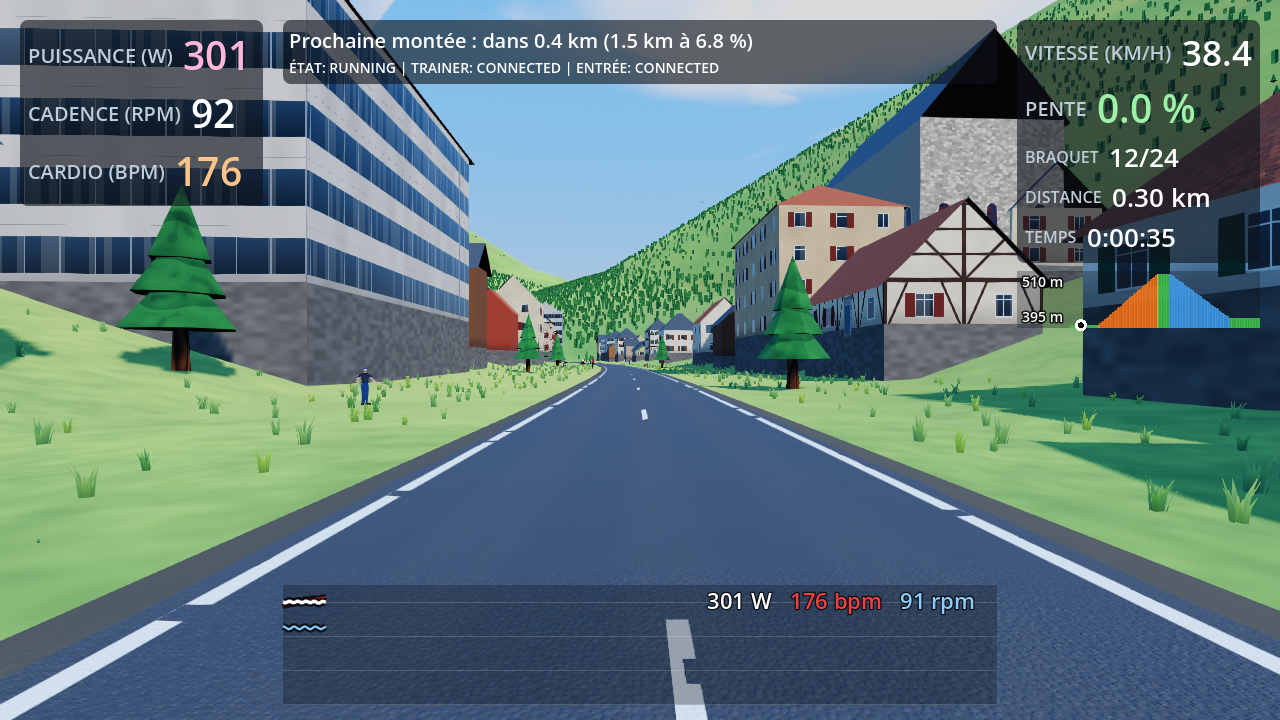 PUISSANCE (W) 301
CADENCE (RPM) 92
CARDIO (BPM) 176
Prochaine montée : dans 0.4 km (1.5 km à 6.8 %)
ÉTAT: RUNNING | TRAINER: CONNECTED | ENTRÉE: CONNECTED
VITESSE (KM/H) 38.4
PENTE 0.0 %
BRAQUET 12/24
DISTANCE 0.30 km
TEMPS 0:00:35
510 m
395 m
301 W 176 bpm 91 rpm